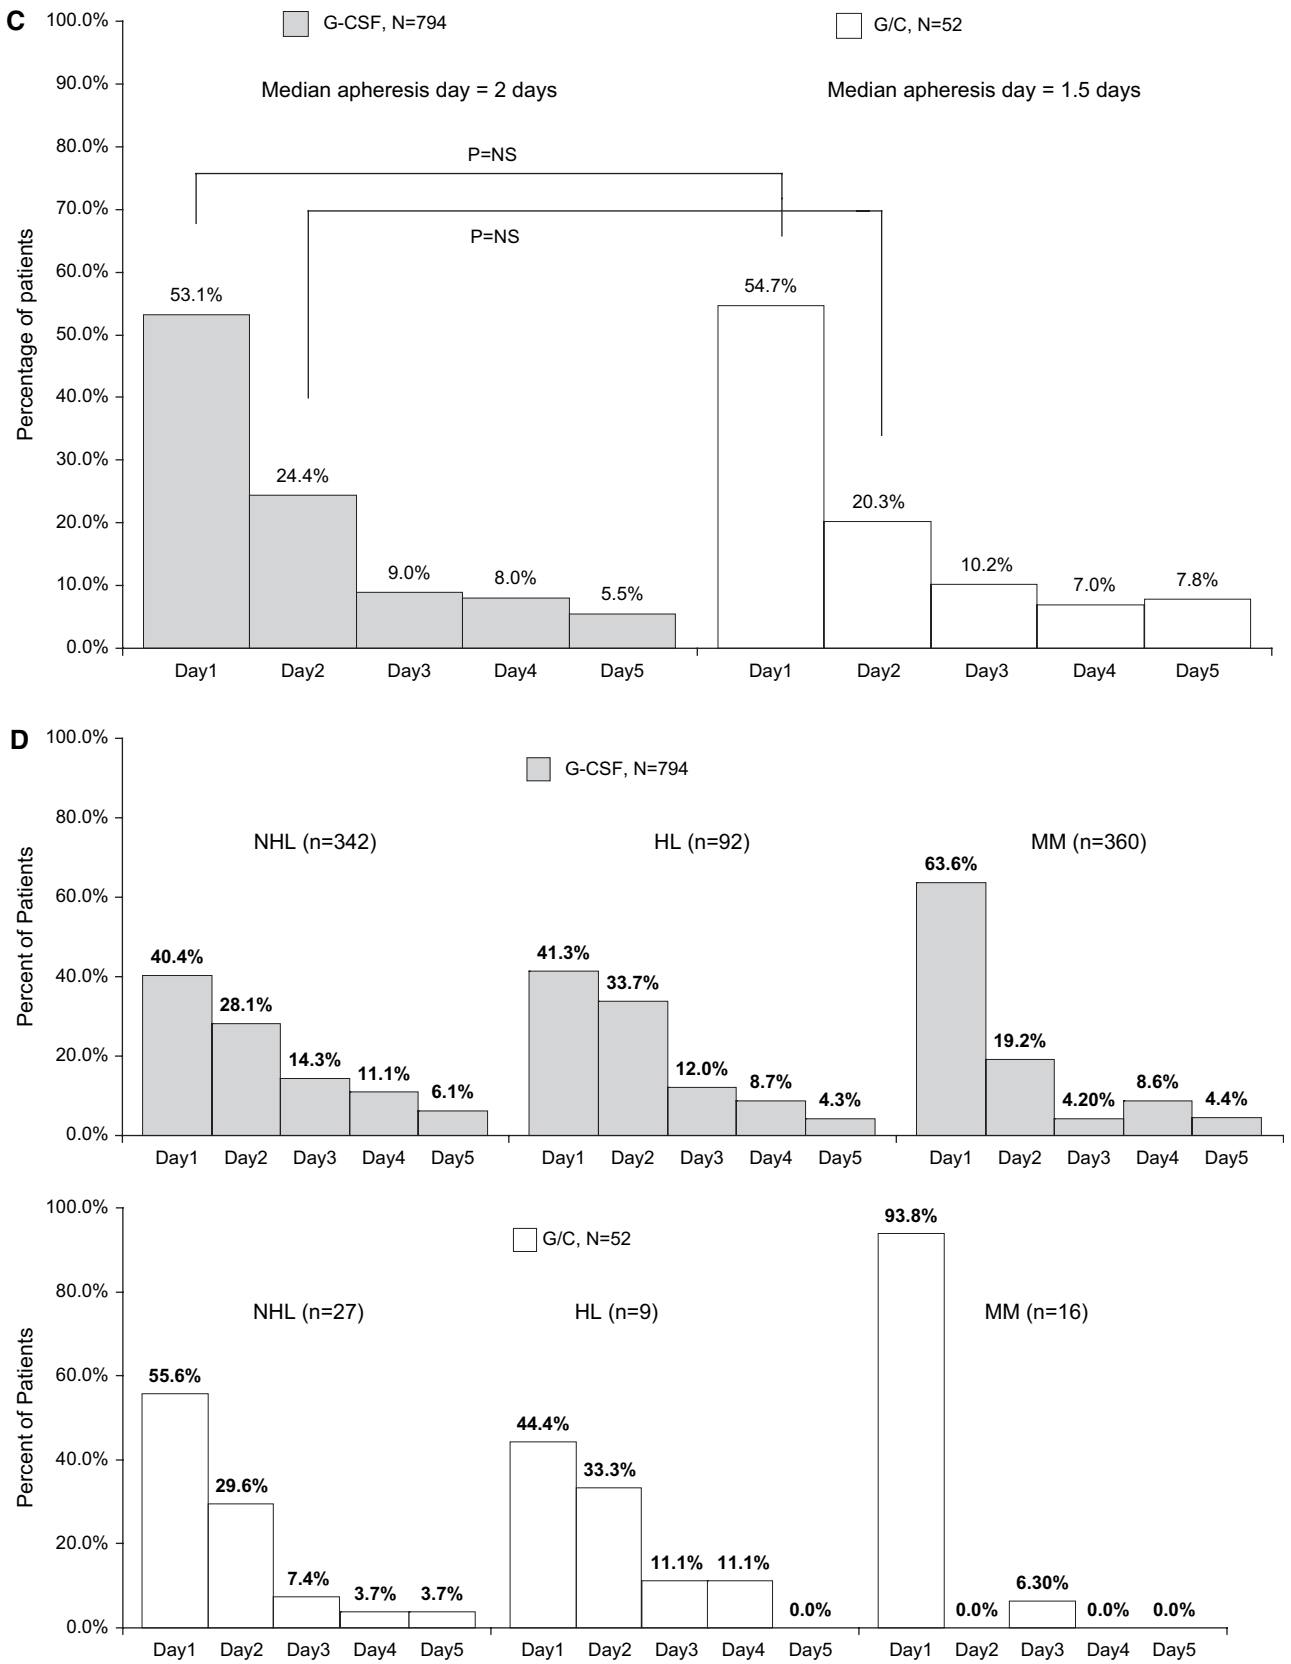 C
G-CSF, N=794
G/C, N=52
Median apheresis day = 2 days
Median apheresis day = 1.5 days
Percentage of patients
100.0%
90.0%
80.0%
70.0%
60.0%
50.0%
40.0%
30.0%
20.0%
10.0%
0.0%
P=NS
P=NS
53.1%
24.4%
9.0%
8.0%
5.5%
54.7%
20.3%
10.2%
7.0%
7.8%
Day1 Day2 Day3 Day4 Day5 Day1 Day2 Day3 Day4 Day5
D
G-CSF, N=794
NHL (n=342)
HL (n=92)
MM (n=360)
Percent of Patients
100.0%
80.0%
60.0%
40.0%
20.0%
0.0%
40.4%
28.1%
14.3%
11.1%
6.1%
41.3%
33.7%
12.0%
8.7%
4.3%
63.6%
19.2%
4.20%
8.6%
4.4%
Day1 Day2 Day3 Day4 Day5 Day1 Day2 Day3 Day4 Day5 Day1 Day2 Day3 Day4 Day5
G/C, N=52
NHL (n=27)
HL (n=9)
MM (n=16)
Percent of Patients
100.0%
80.0%
60.0%
40.0%
20.0%
0.0%
55.6%
29.6%
7.4%
3.7%
3.7%
44.4%
33.3%
11.1%
11.1%
0.0%
93.8%
0.0%
6.30%
0.0%
0.0%
Day1 Day2 Day3 Day4 Day5 Day1 Day2 Day3 Day4 Day5 Day1 Day2 Day3 Day4 Day5